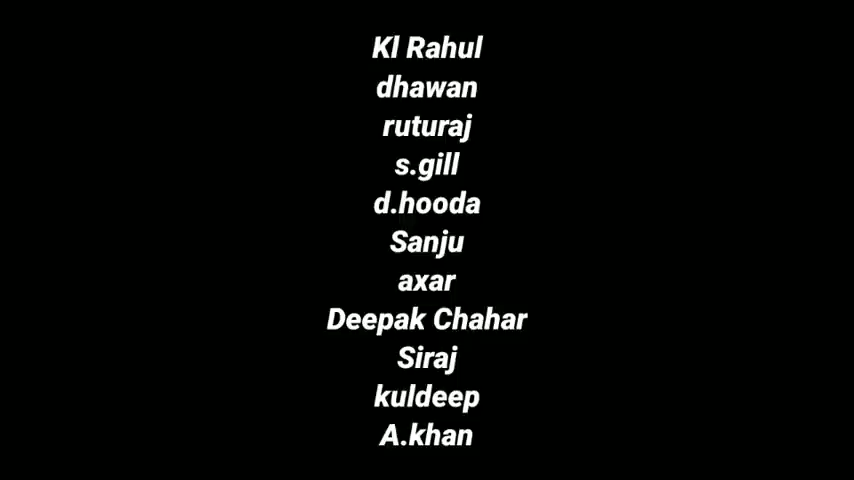 Kl Rahul
dhawan
ruturaj
s.gill
d.hooda
Sanju
axar
Deepak Chahar
Siraj
kuldeep
A.khan